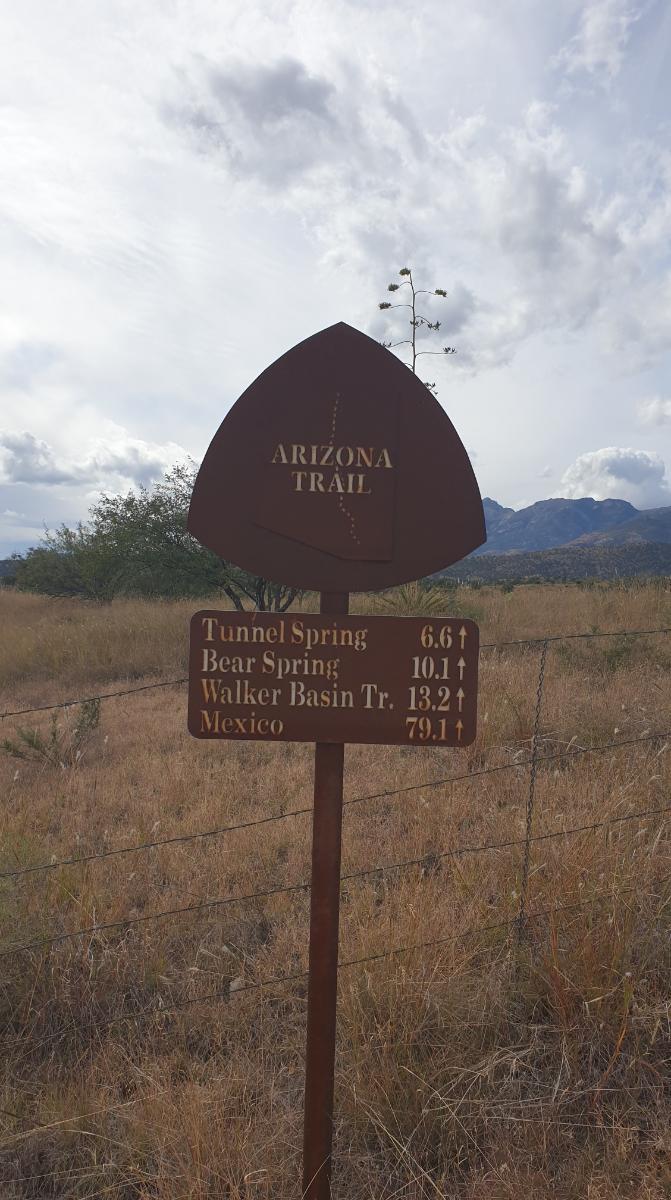 ARIZONA
TRAIL
Tunnel Spring 6.6↑
Bear Spring 10.1↑
Walker Basin Tr. 13.2↑
Mexico 79.1↑